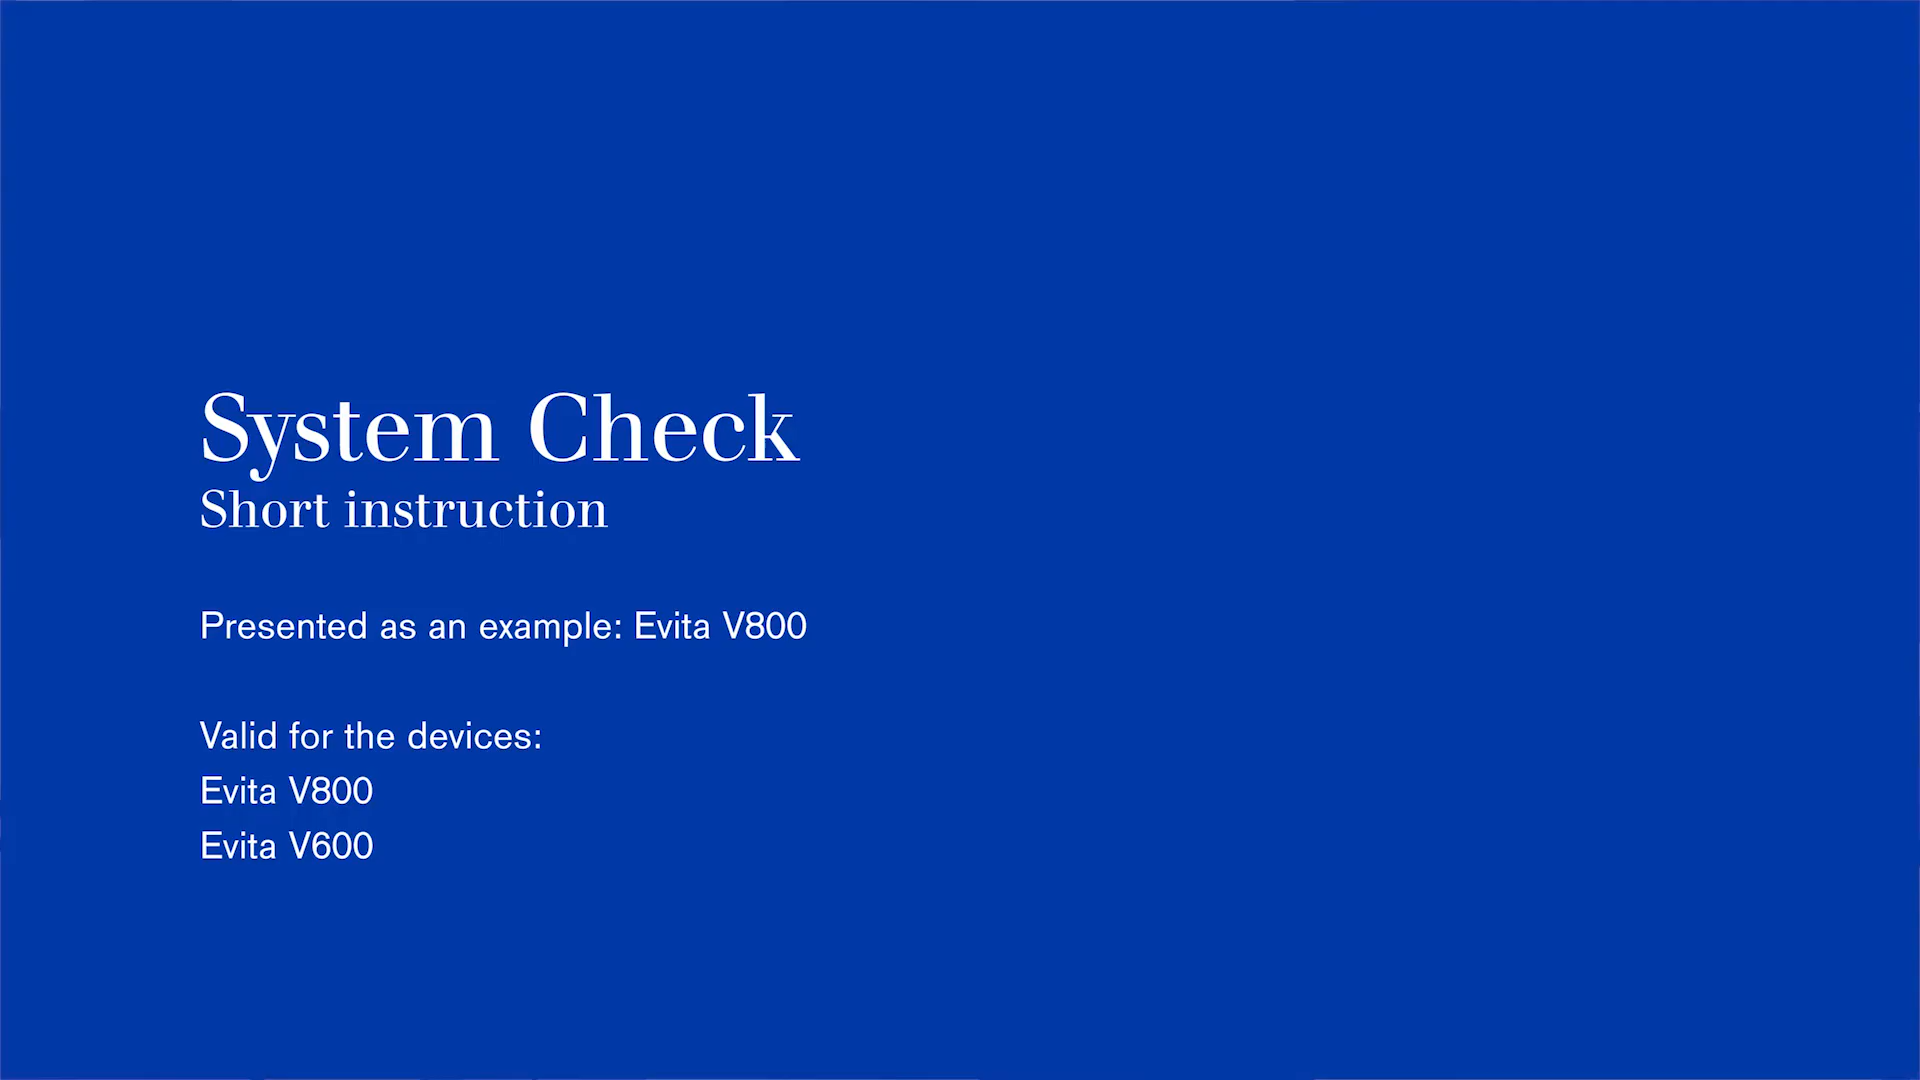 System Check
Short instruction
Presented as an example: Evita V800
Valid for the devices:
Evita V800
Evita V600